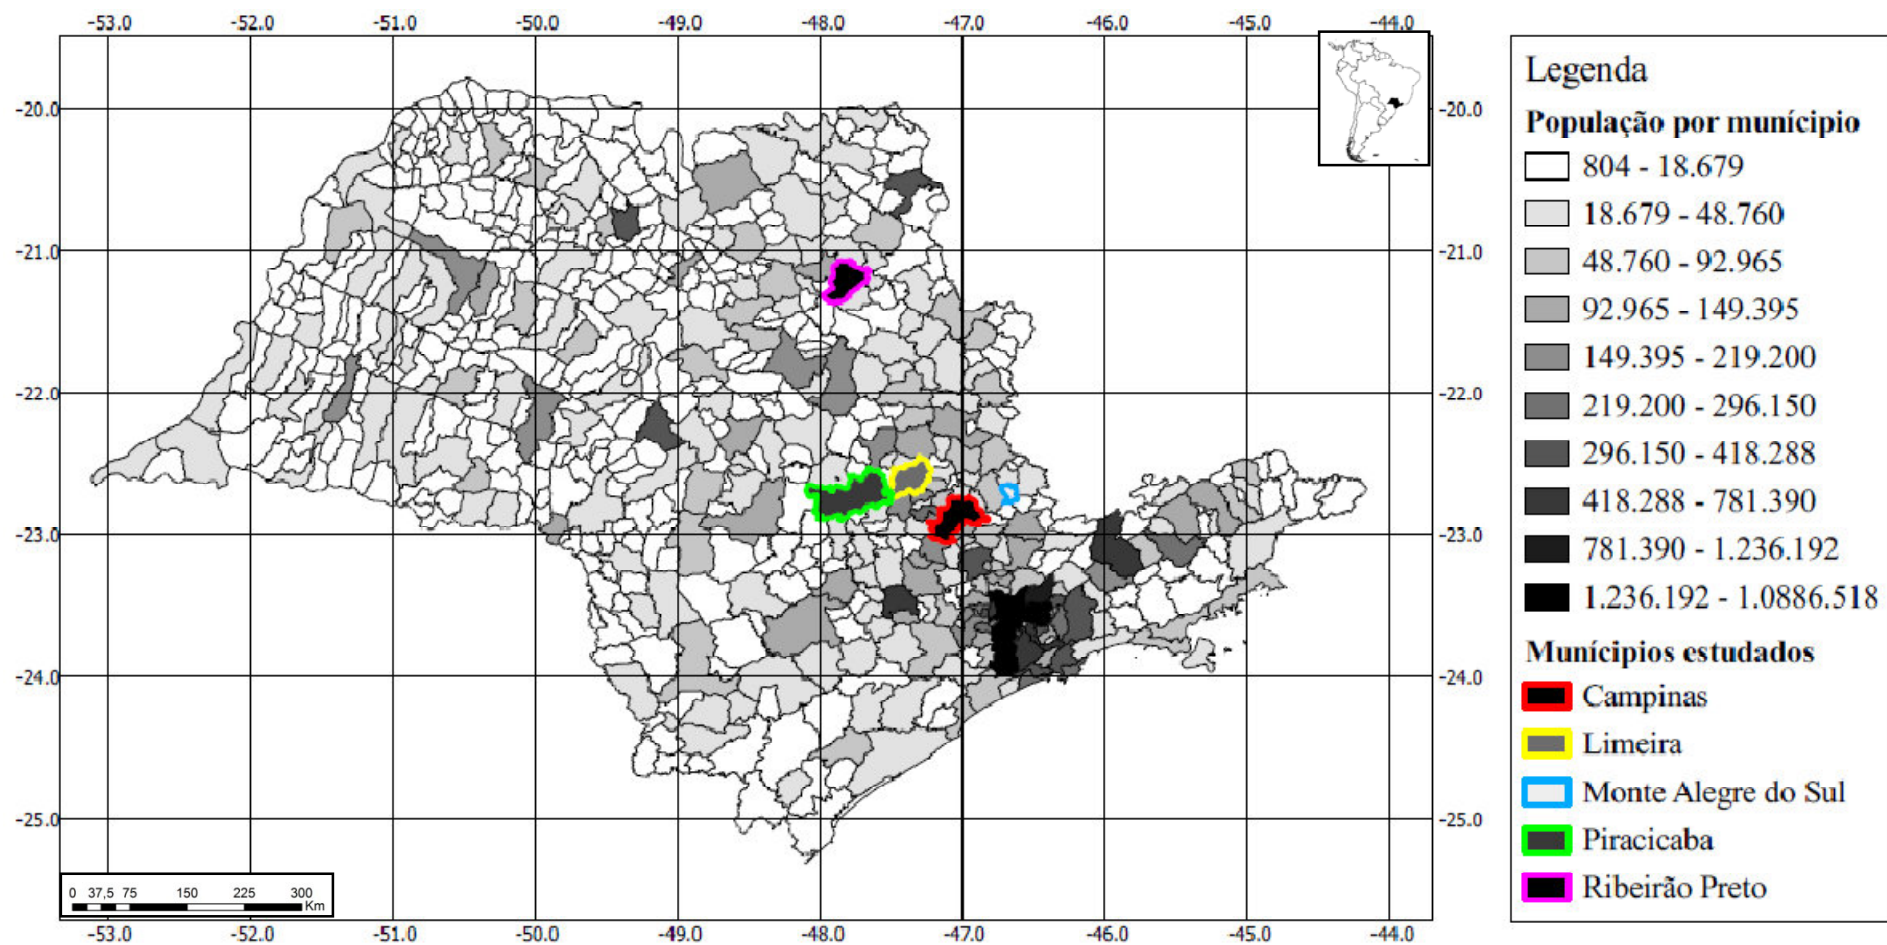 -53.0 -52.0 -51.0 -50.0 -49.0 -48.0 -47.0 -46.0 -45.0 -44.0
-20.0 -20.0
-21.0 -21.0
-22.0 -22.0
-23.0 -23.0
-24.0 -24.0
-25.0 -25.0
0 37,5 75 150 225 300
Km
-53.0 -52.0 -51.0 -50.0 -49.0 -48.0 -47.0 -46.0 -45.0 -44.0
Legenda
População por munícipio
804 - 18.679
18.679 - 48.760
48.760 - 92.965
92.965 - 149.395
149.395 - 219.200
219.200 - 296.150
296.150 - 418.288
418.288 - 781.390
781.390 - 1.236.192
1.236.192 - 1.0886.518
Munícipios estudados
Campinas
Limeira
Monte Alegre do Sul
Piracicaba
Ribeirão Preto